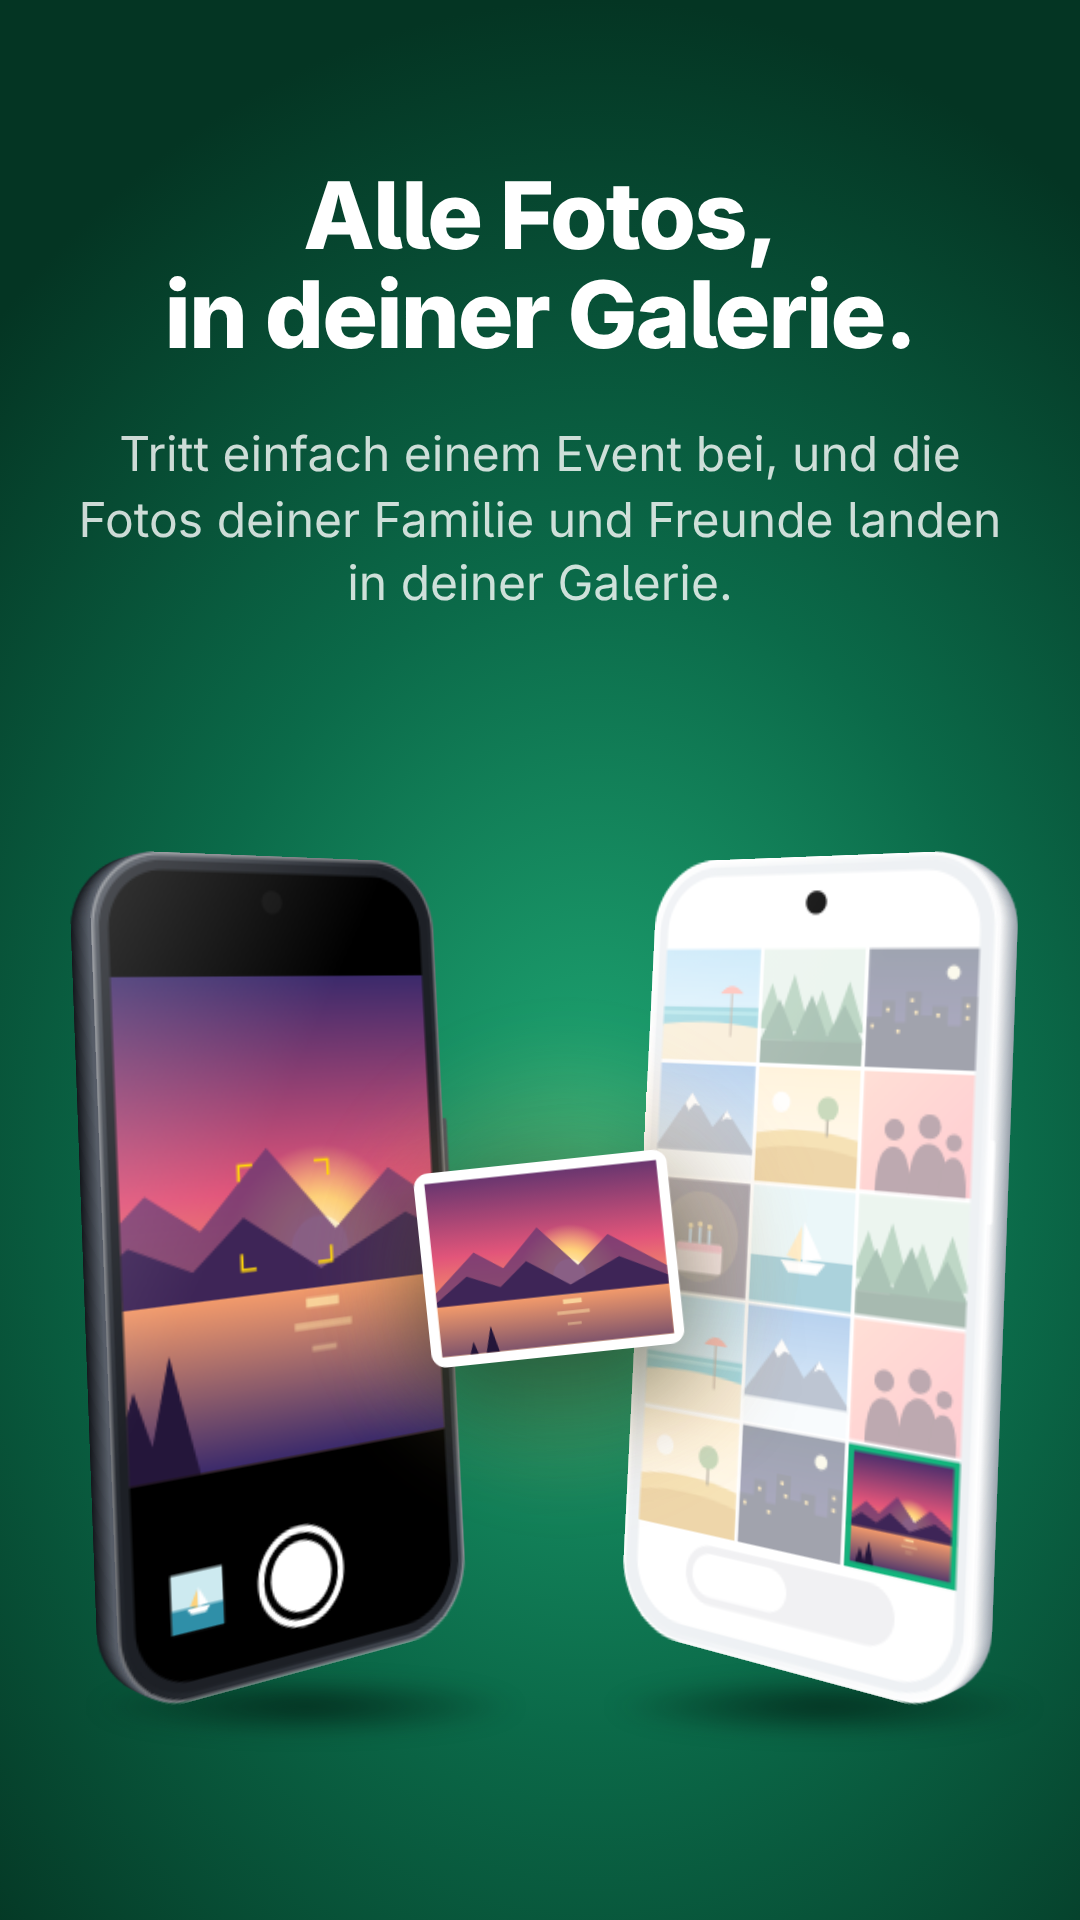 Alle Fotos,
in deiner Galerie.
Tritt einfach einem Event bei, und die
Fotos deiner Familie und Freunde landen
in deiner Galerie.